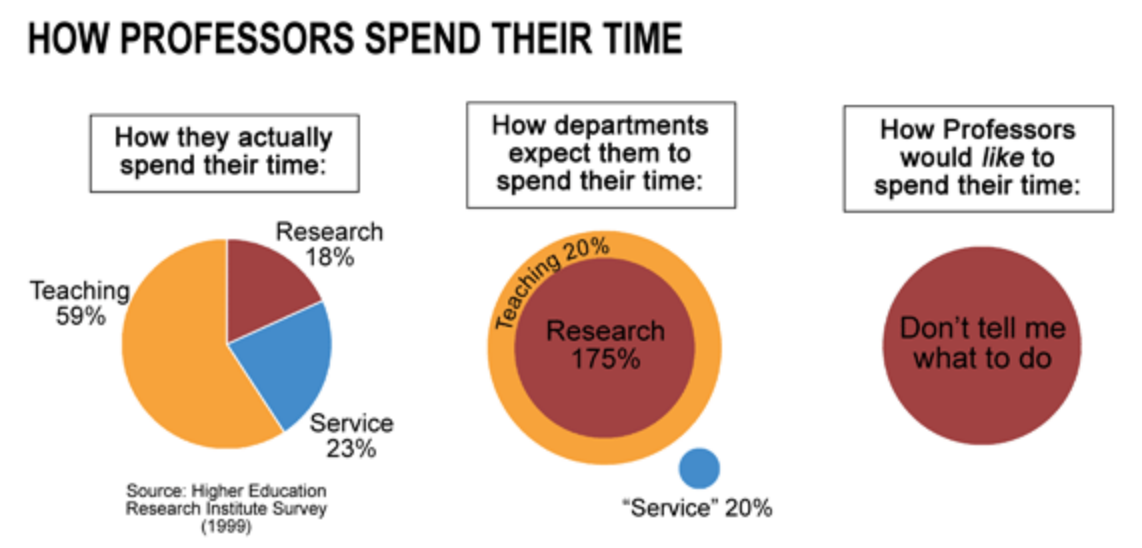 HOW PROFESSORS SPEND THEIR TIME
How they actually
spend their time:
Research
18%
Teaching
59%
Service
23%
Source: Higher Education
Research Institute Survey
(1999)
How departments
expect them to
spend their time:
Teaching 20%
Research
175%
“Service” 20%
How Professors
would like to
spend their time:
Don’t tell me
what to do